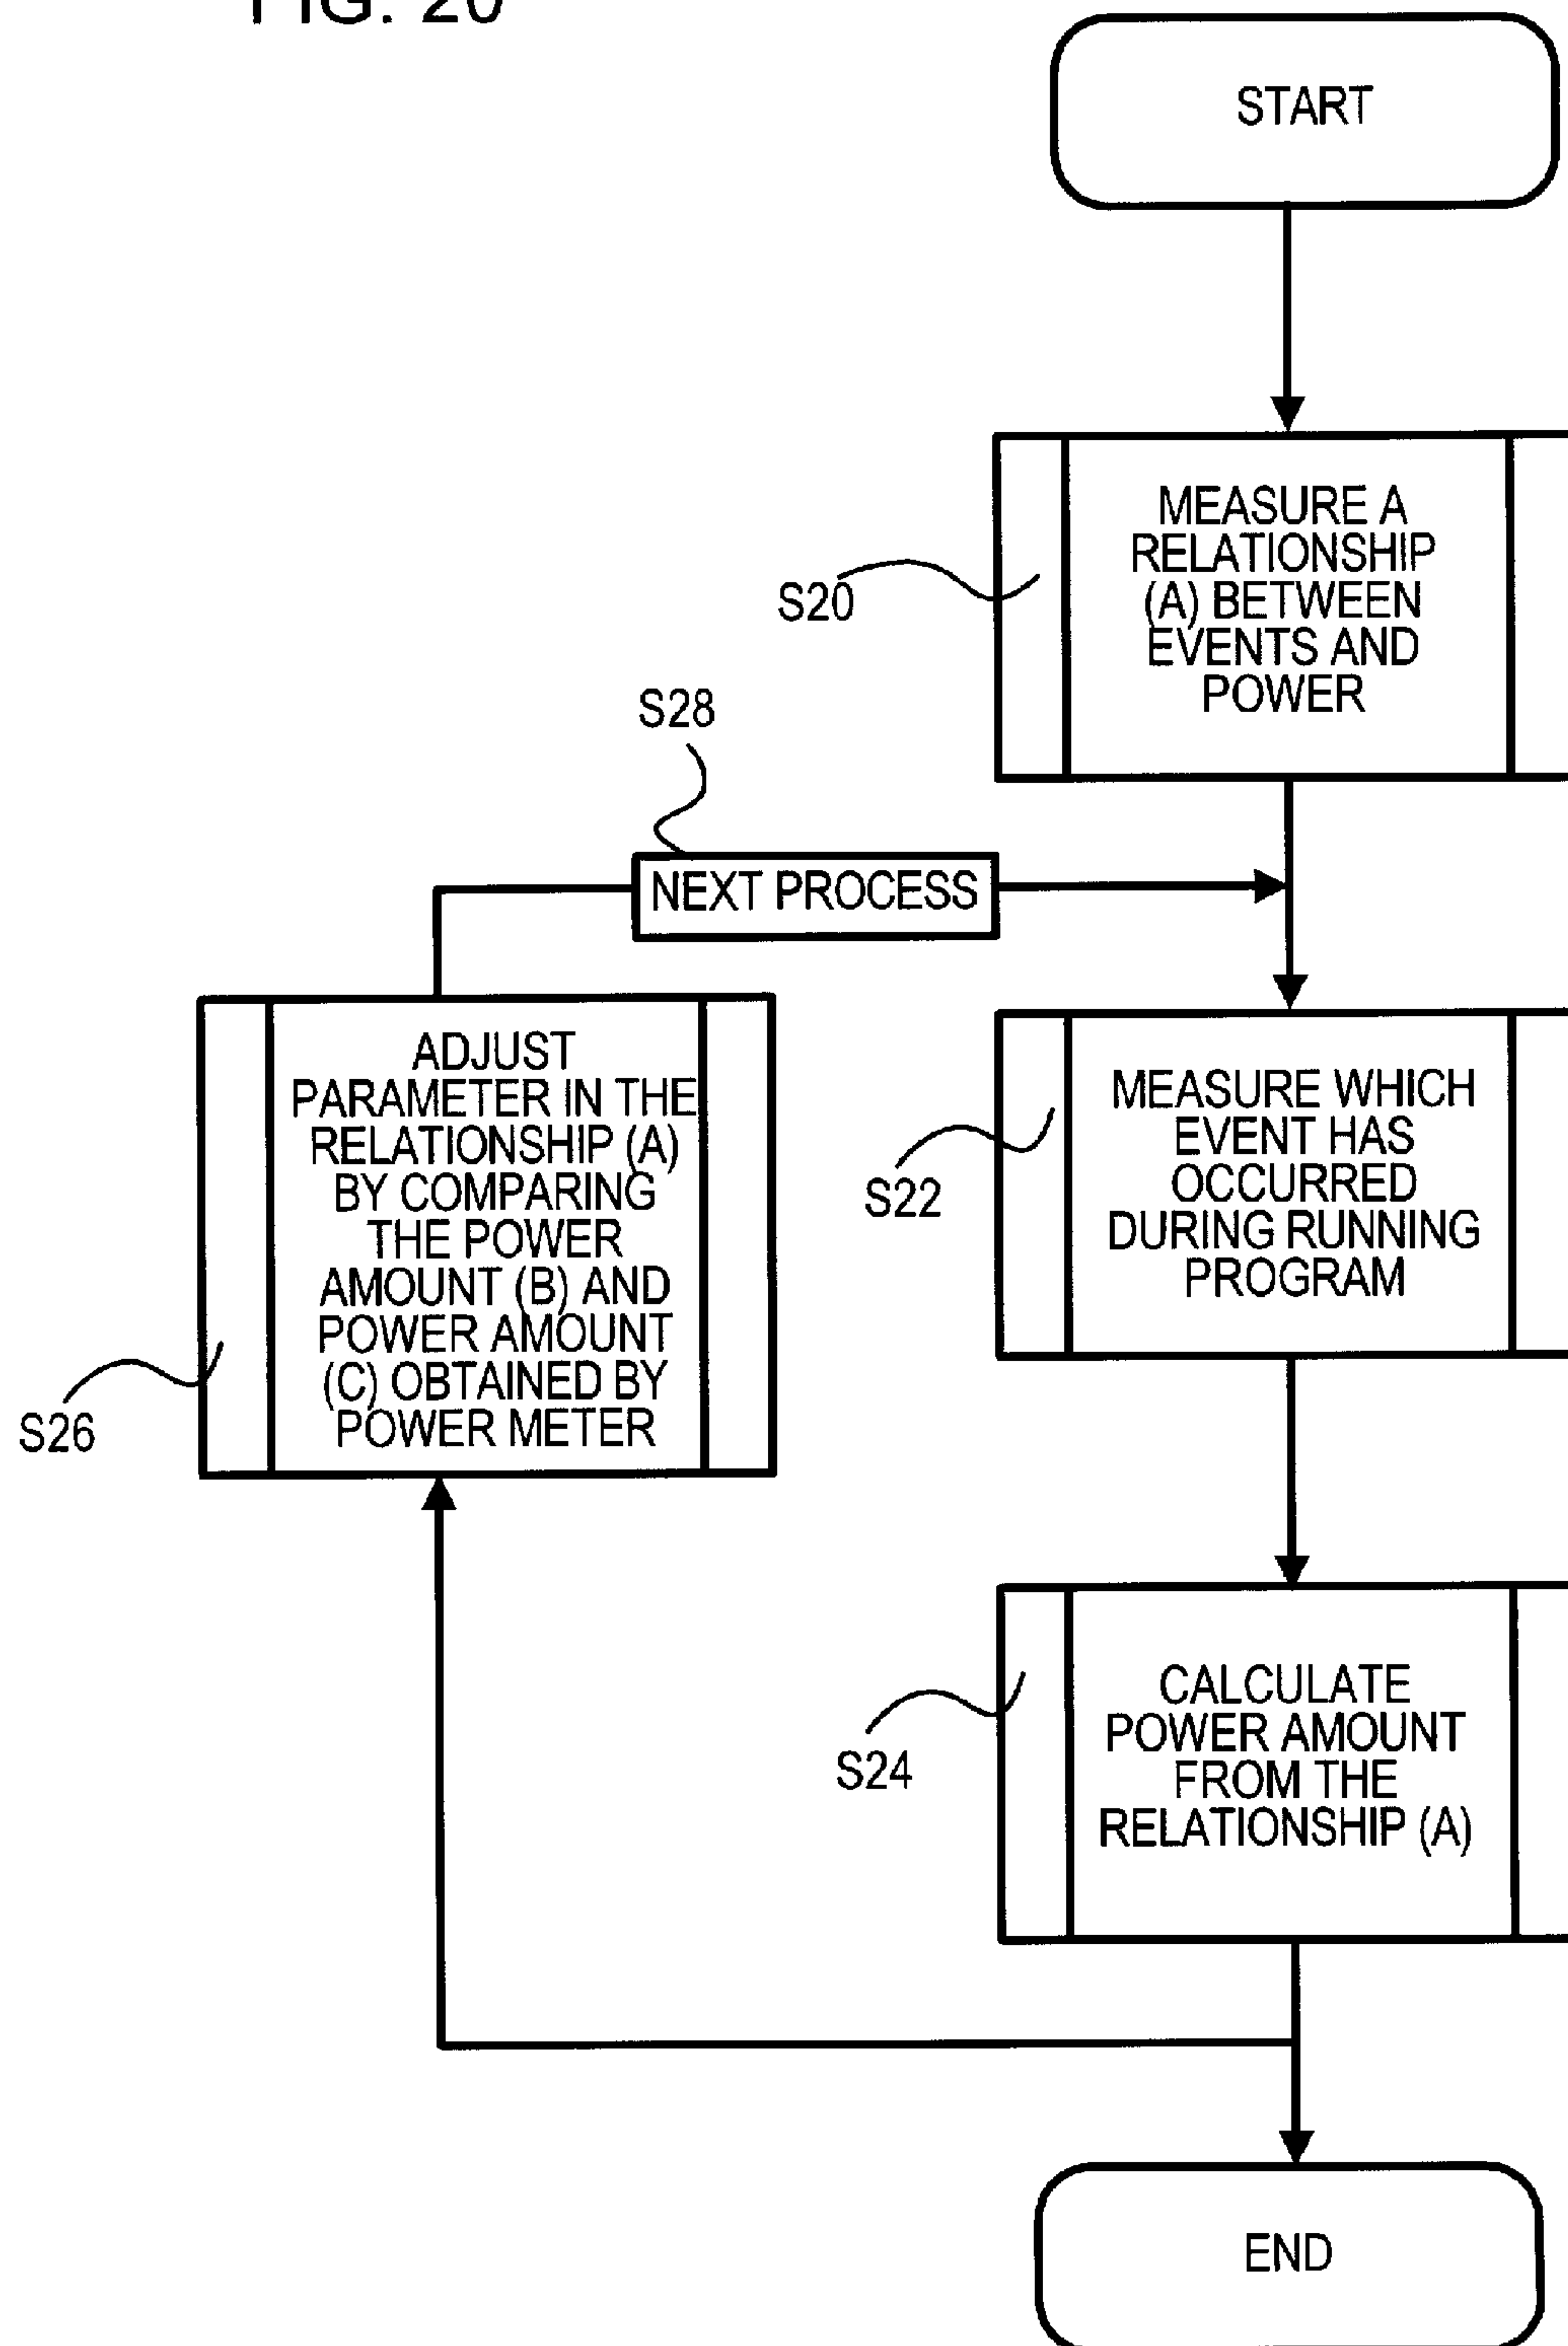 FIG. 20
START
MEASURE A
RELATIONSHIP
(A) BETWEEN
EVENTS AND
POWER
S20
S28
NEXT PROCESS
ADJUST
PARAMETER IN THE
RELATIONSHIP (A)
BY COMPARING
THE POWER
AMOUNT (B) AND
POWER AMOUNT
(C) OBTAINED BY
POWER METER
S26
MEASURE WHICH
EVENT HAS
OCCURRED
DURING RUNNING
PROGRAM
S22
CALCULATE
POWER AMOUNT
FROM THE
RELATIONSHIP (A)
S24
END